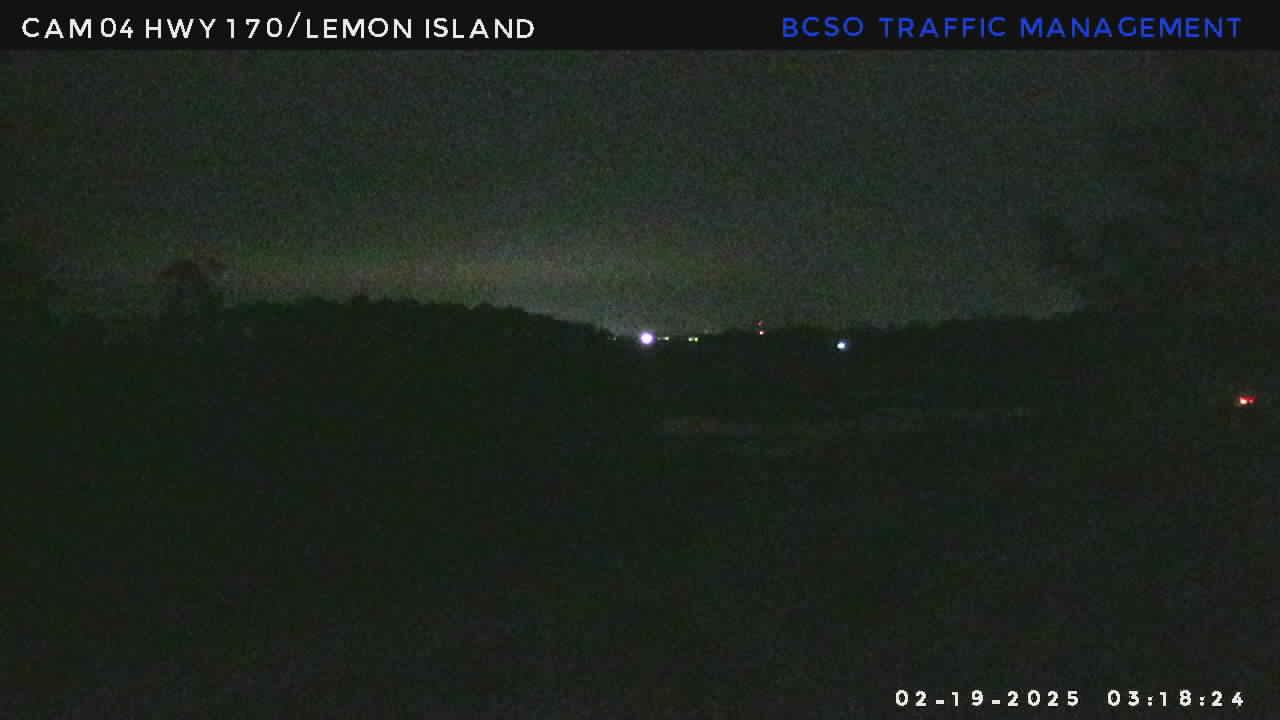 CAM04 HWY 170/LEMON ISLAND
BCSO TRAFFIC MANAGEMENT
02-19-2025 03:18:24